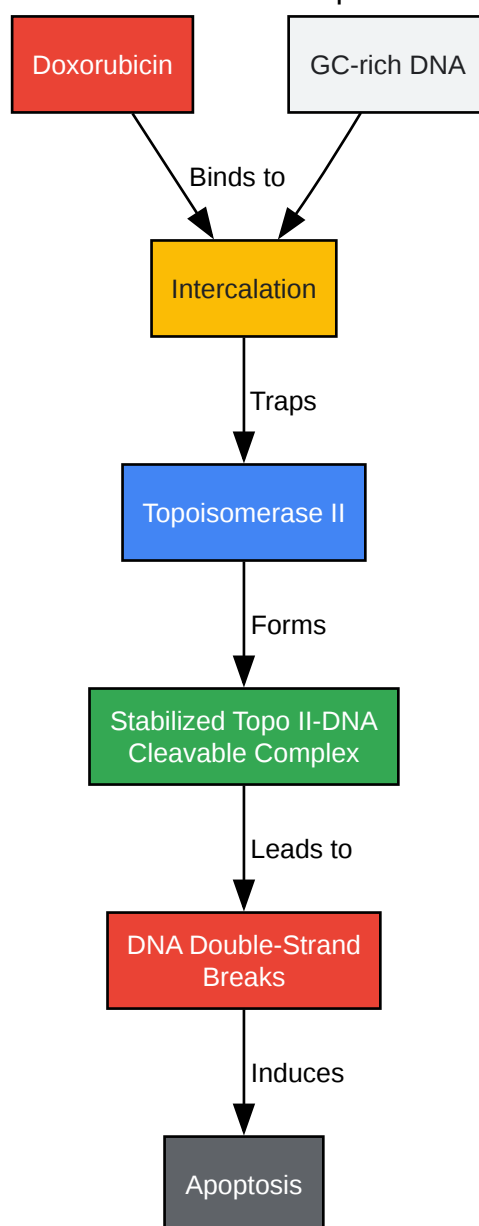 Doxorubicin
GC-rich DNA
Binds to
Intercalation
Traps
Topoisomerase II
Forms
Stabilized Topo II-DNA
Cleavable Complex
Leads to
DNA Double-Strand
Breaks
Induces
Apoptosis